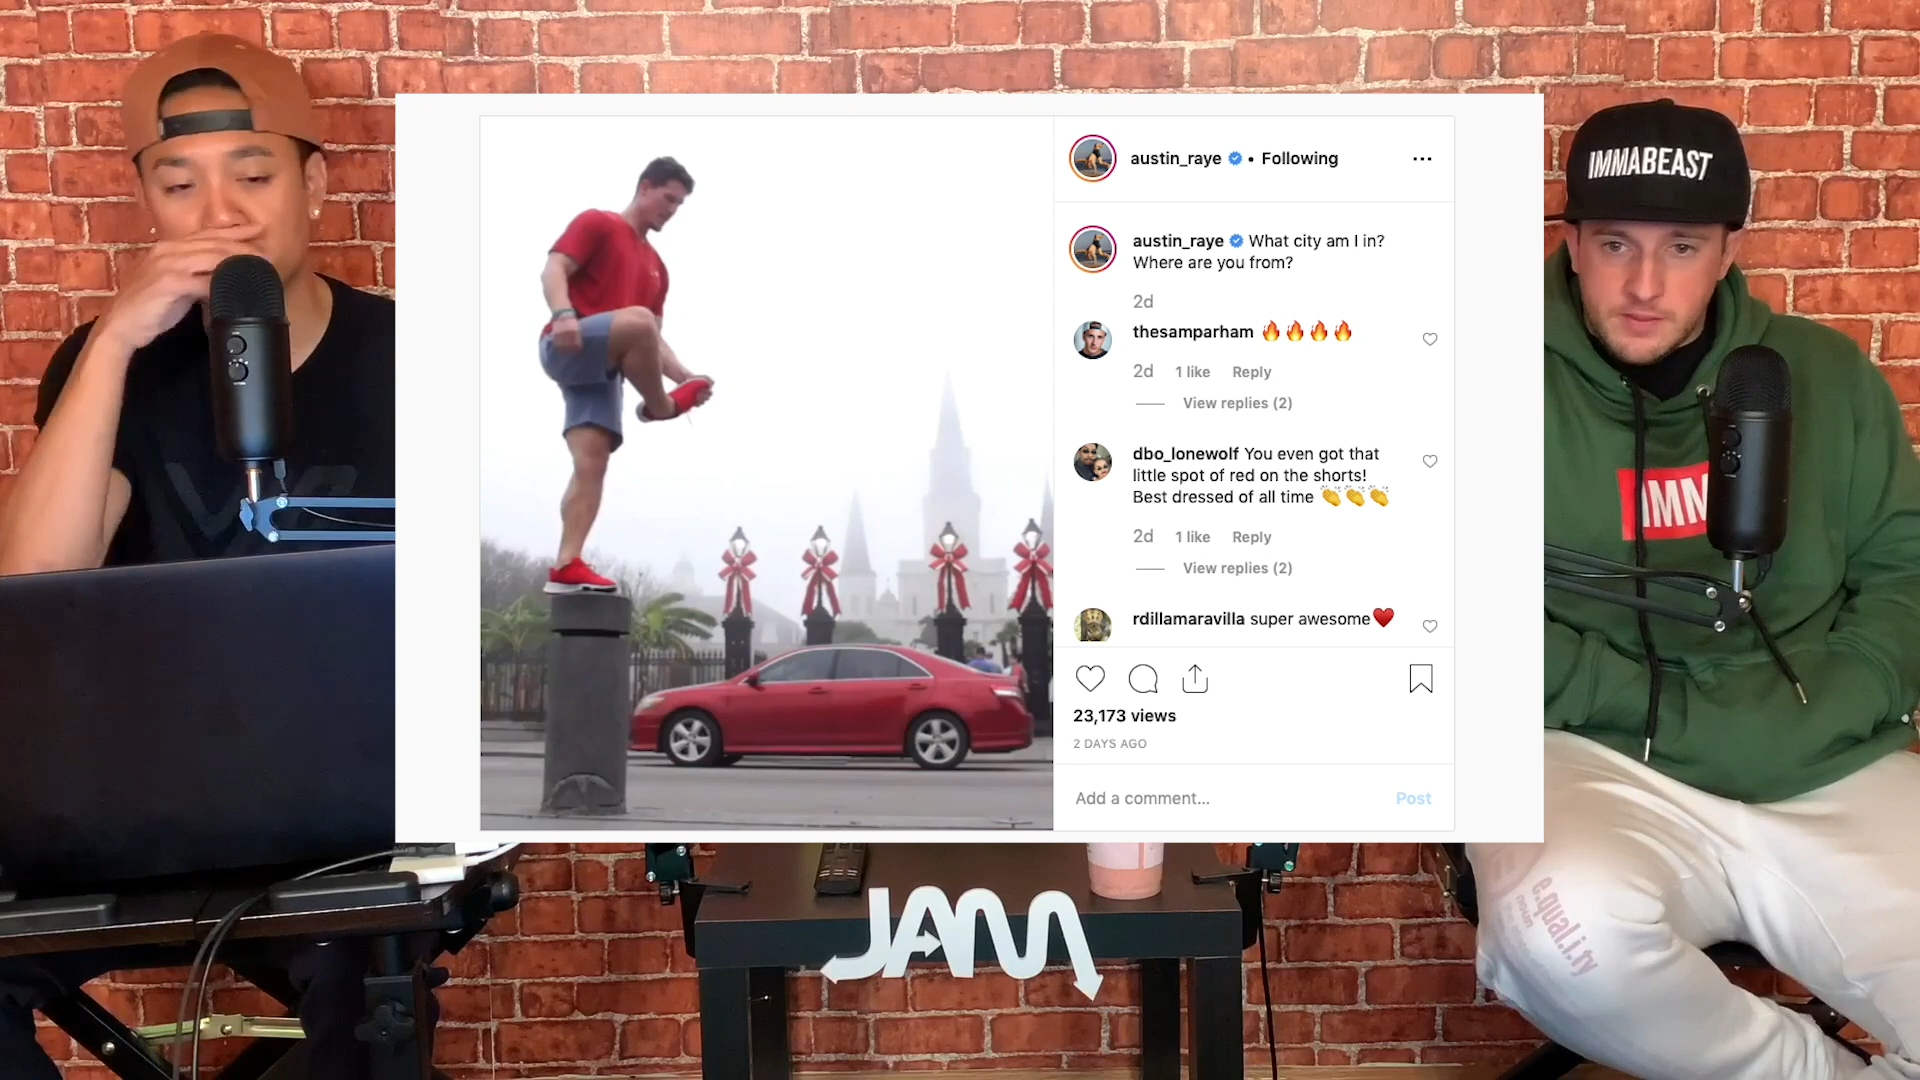 IMMABEAST
austin_raye • Following
austin_raye What city am I in?
Where are you from?
2d
thesamparham 🔥🔥🔥🔥
2d 1 like Reply
View replies (2)
dbo_lonewolf You even got that
little spot of red on the shorts!
Best dressed of all time 👏👏👏
2d 1 like Reply
View replies (2)
rdillamaravilla super awesome♥️
23,173 views
2 DAYS AGO
Add a comment... Post
IMM
JAM
e.qual.i.ty
noun